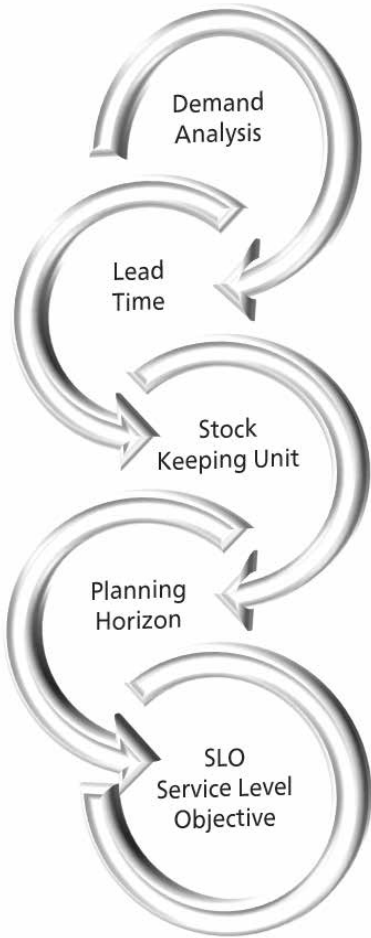 Demand
Analysis
Lead
Time
Stock
Keeping Unit
Planning
Horizon
SLO
Service Level
Objective